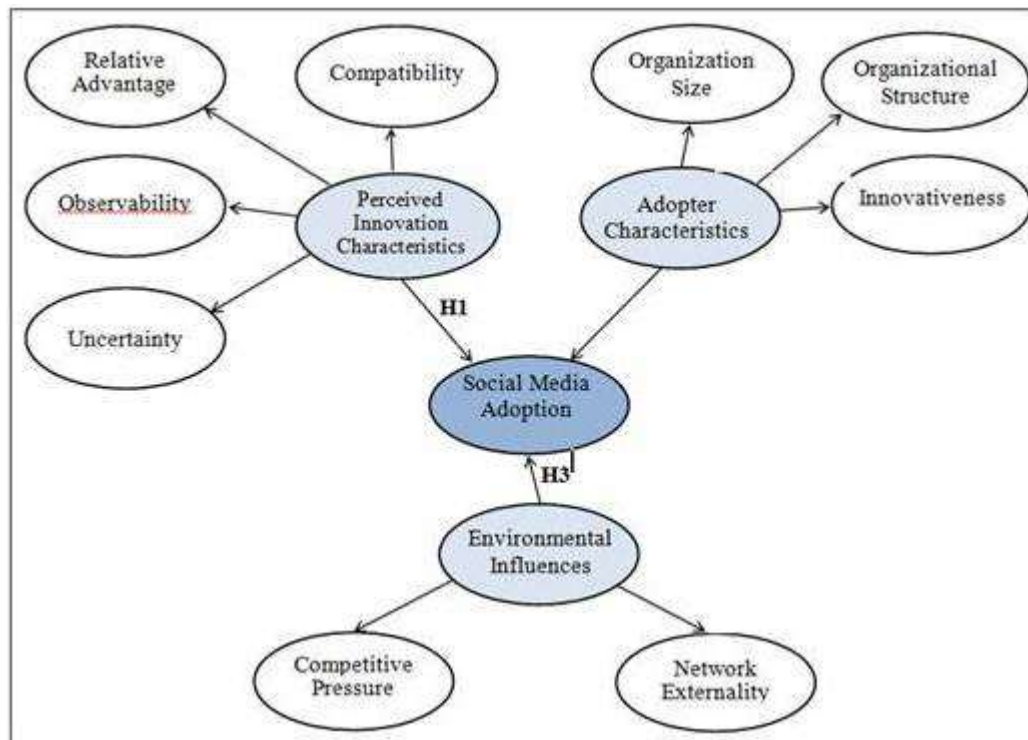 Relative
Advantage
Compatibility
Organization
Size
Organizational
Structure
Observability
Perceived
Innovation
Characteristics
Adopter
Characteristics
Innovativeness
Uncertainty
H1
Social Media
Adoption
H3
Environmental
Influences
Competitive
Pressure
Network
Externality